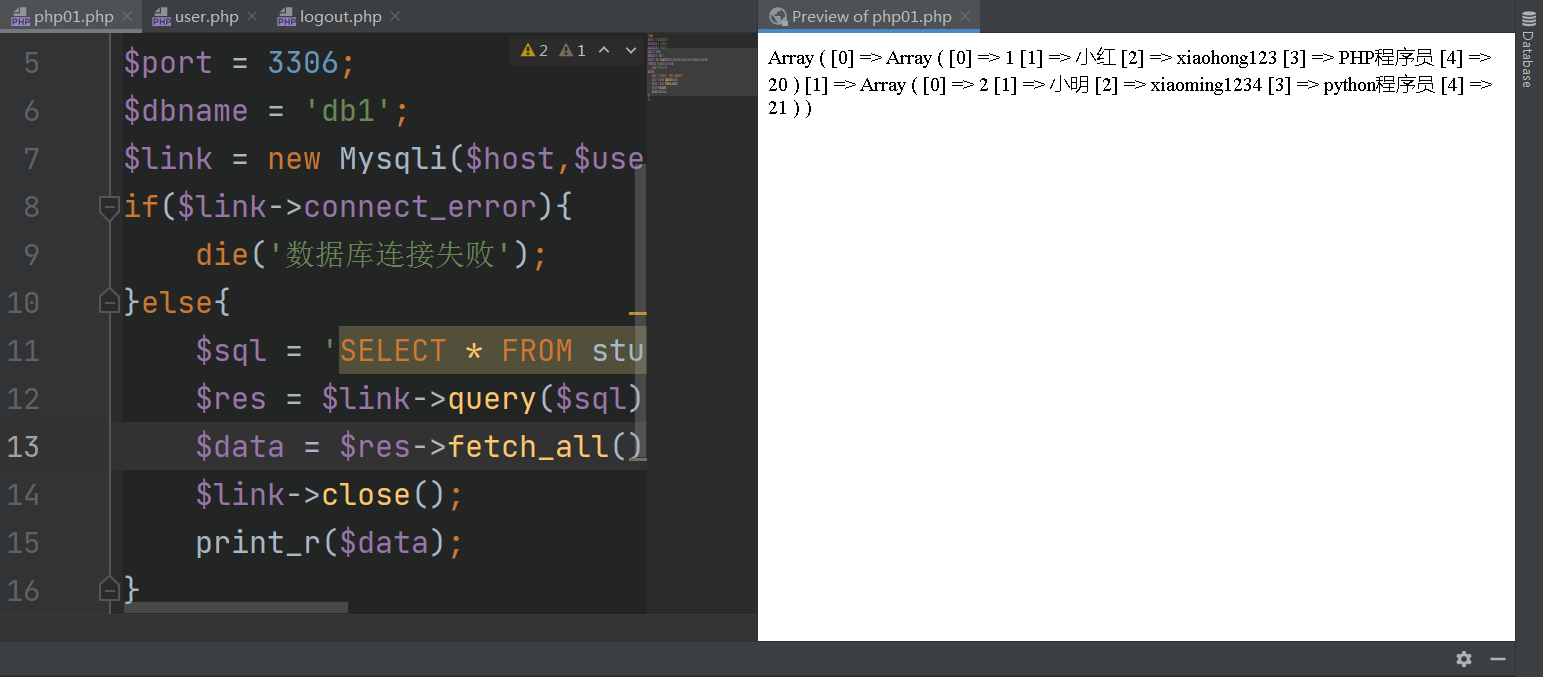 php01.php
user.php
logout.php
Preview of php01.php
2
1
5 $port = 3306;
6 $dbname = 'db1';
7 $link = new Mysqli($host,$use
8 if($link->connect_error){
9 die('数据库连接失败');
10 }else{
11 $sql = 'SELECT * FROM stu
12 $res = $link->query($sql)
13 $data = $res->fetch_all()
14 $link->close();
15 print_r($data);
16 }
Array ( [0] => Array ( [0] => 1 [1] => 小红 [2] => xiaohong123 [3] => PHP程序员 [4] =>
20 ) [1] => Array ( [0] => 2 [1] => 小明 [2] => xiaoming1234 [3] => python程序员 [4] =>
21 ) )
Database